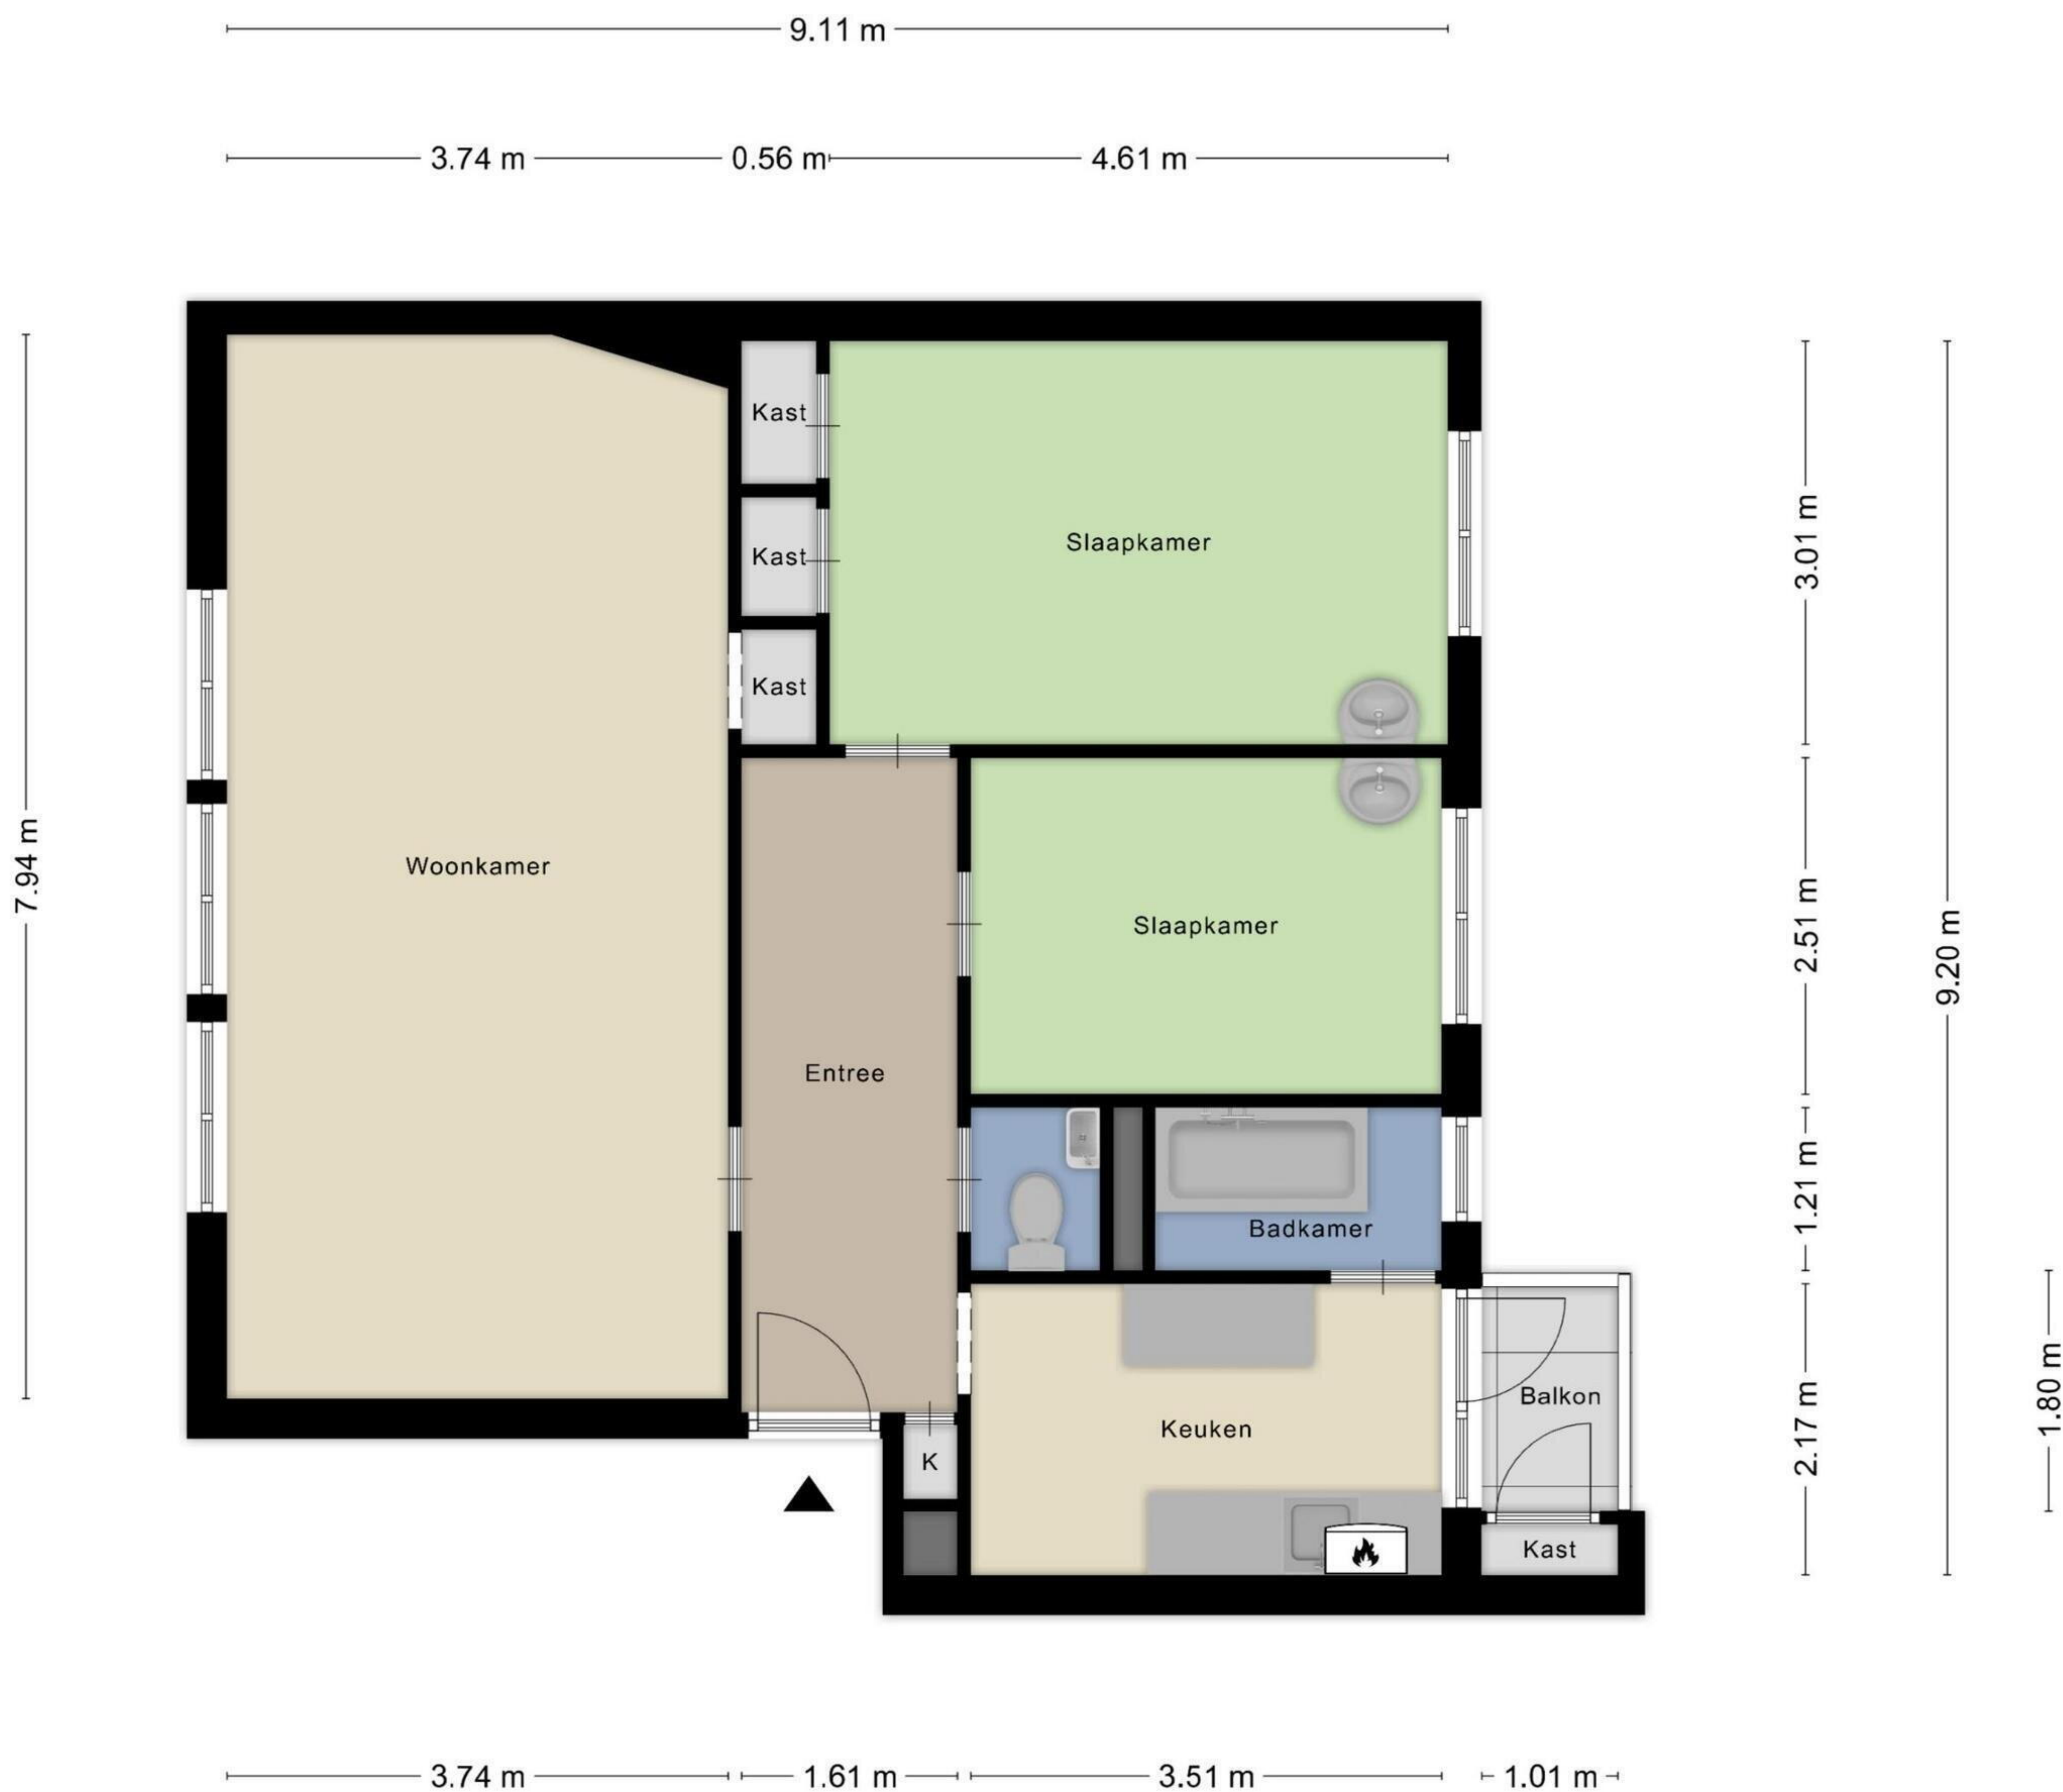 9.11 m
3.74 m
0.56 m
4.61 m
Kast
Kast
Slaapkamer
3.01 m
Kast
7.94 m
Woonkamer
Slaapkamer
2.51 m
9.20 m
Entree
1.21 m
Badkamer
Balkon
1.80 m
Keuken
2.17 m
K
Kast
3.74 m
1.61 m
3.51 m
1.01 m